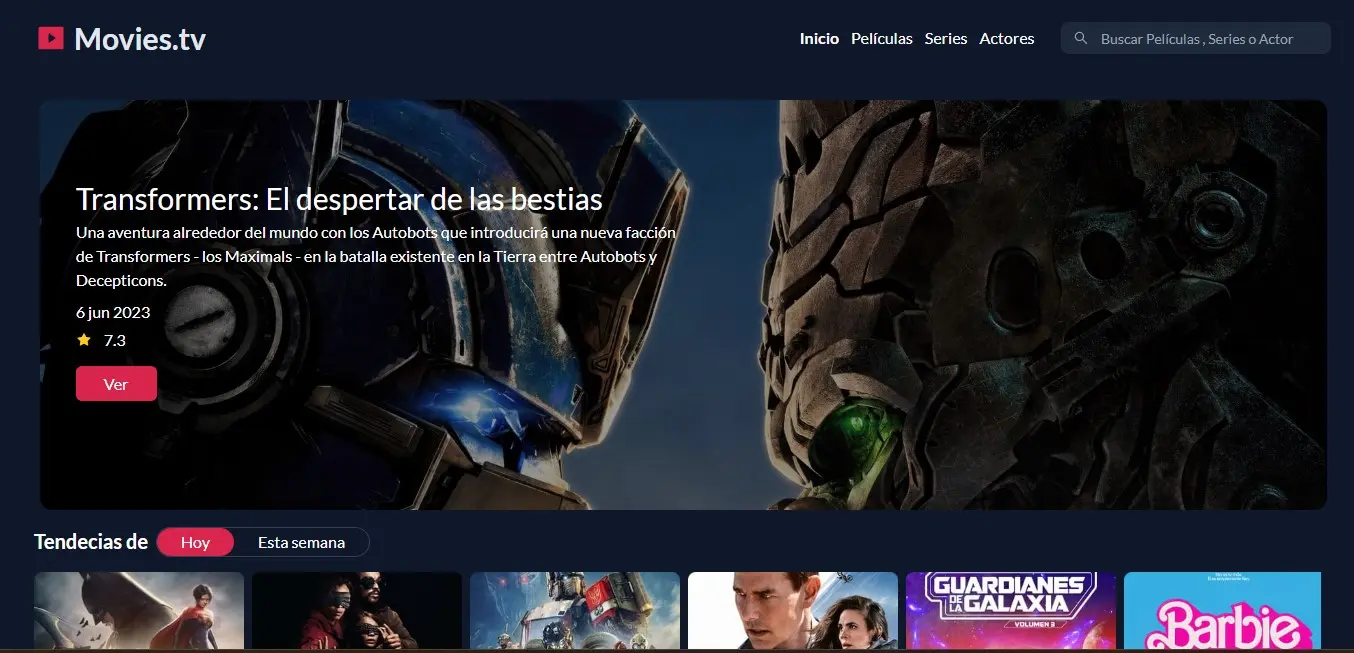 Movies.tv
Inicio Películas Series Actores
Buscar Películas , Series o Actor
Transformers: El despertar de las bestias
Una aventura alrededor del mundo con los Autobots que introducirá una nueva facción
de Transformers - los Maximals - en la batalla existente en la Tierra entre Autobots y
Decepticons.
6 jun 2023
7.3
Ver
Tendecias de Hoy Esta semana
GUARDIANES
DE LA GALAXIA
VOLUMEN 3
Barbie